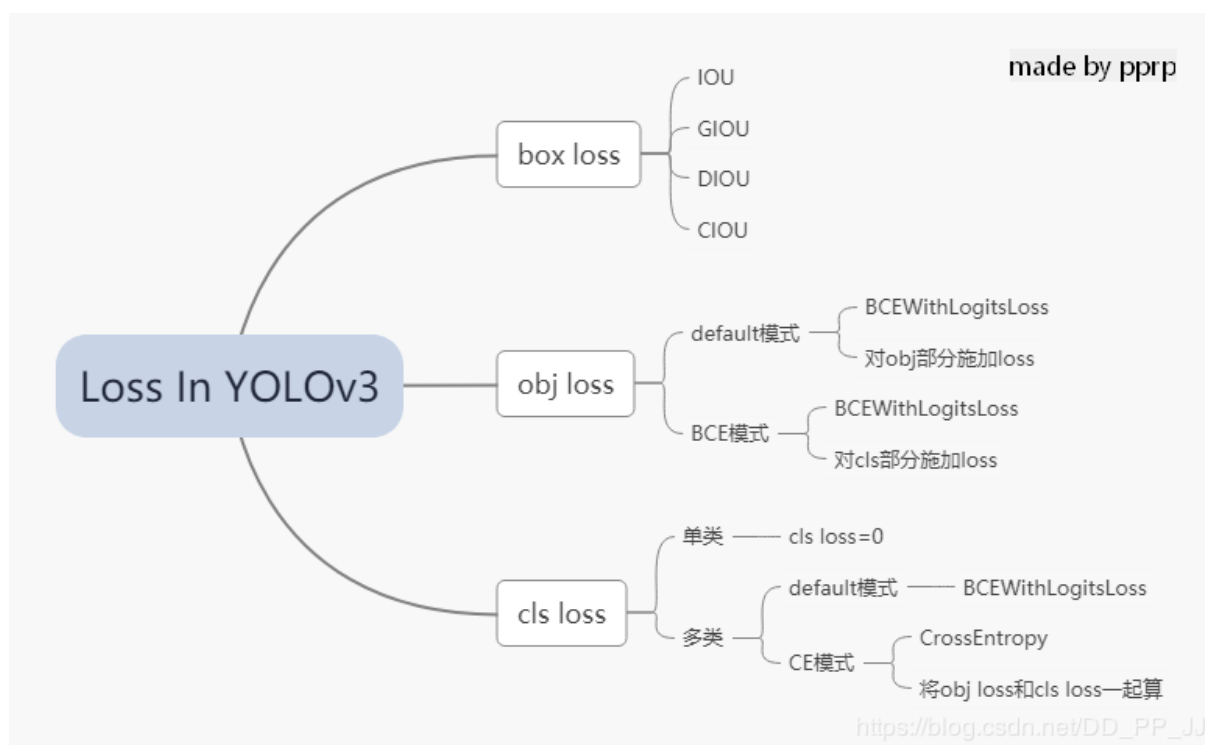 made by pprp
Loss In YOLOv3
box loss
IOU
GIOU
DIOU
CIOU
obj loss
default模式
BCEWithLogitsLoss
对obj部分施加loss
BCE模式
BCEWithLogitsLoss
对cls部分施加loss
cls loss
单类
cls loss=0
多类
default模式
BCEWithLogitsLoss
CE模式
CrossEntropy
将obj loss和cls loss一起算
https://blog.csdn.net/DD_PP_JJ